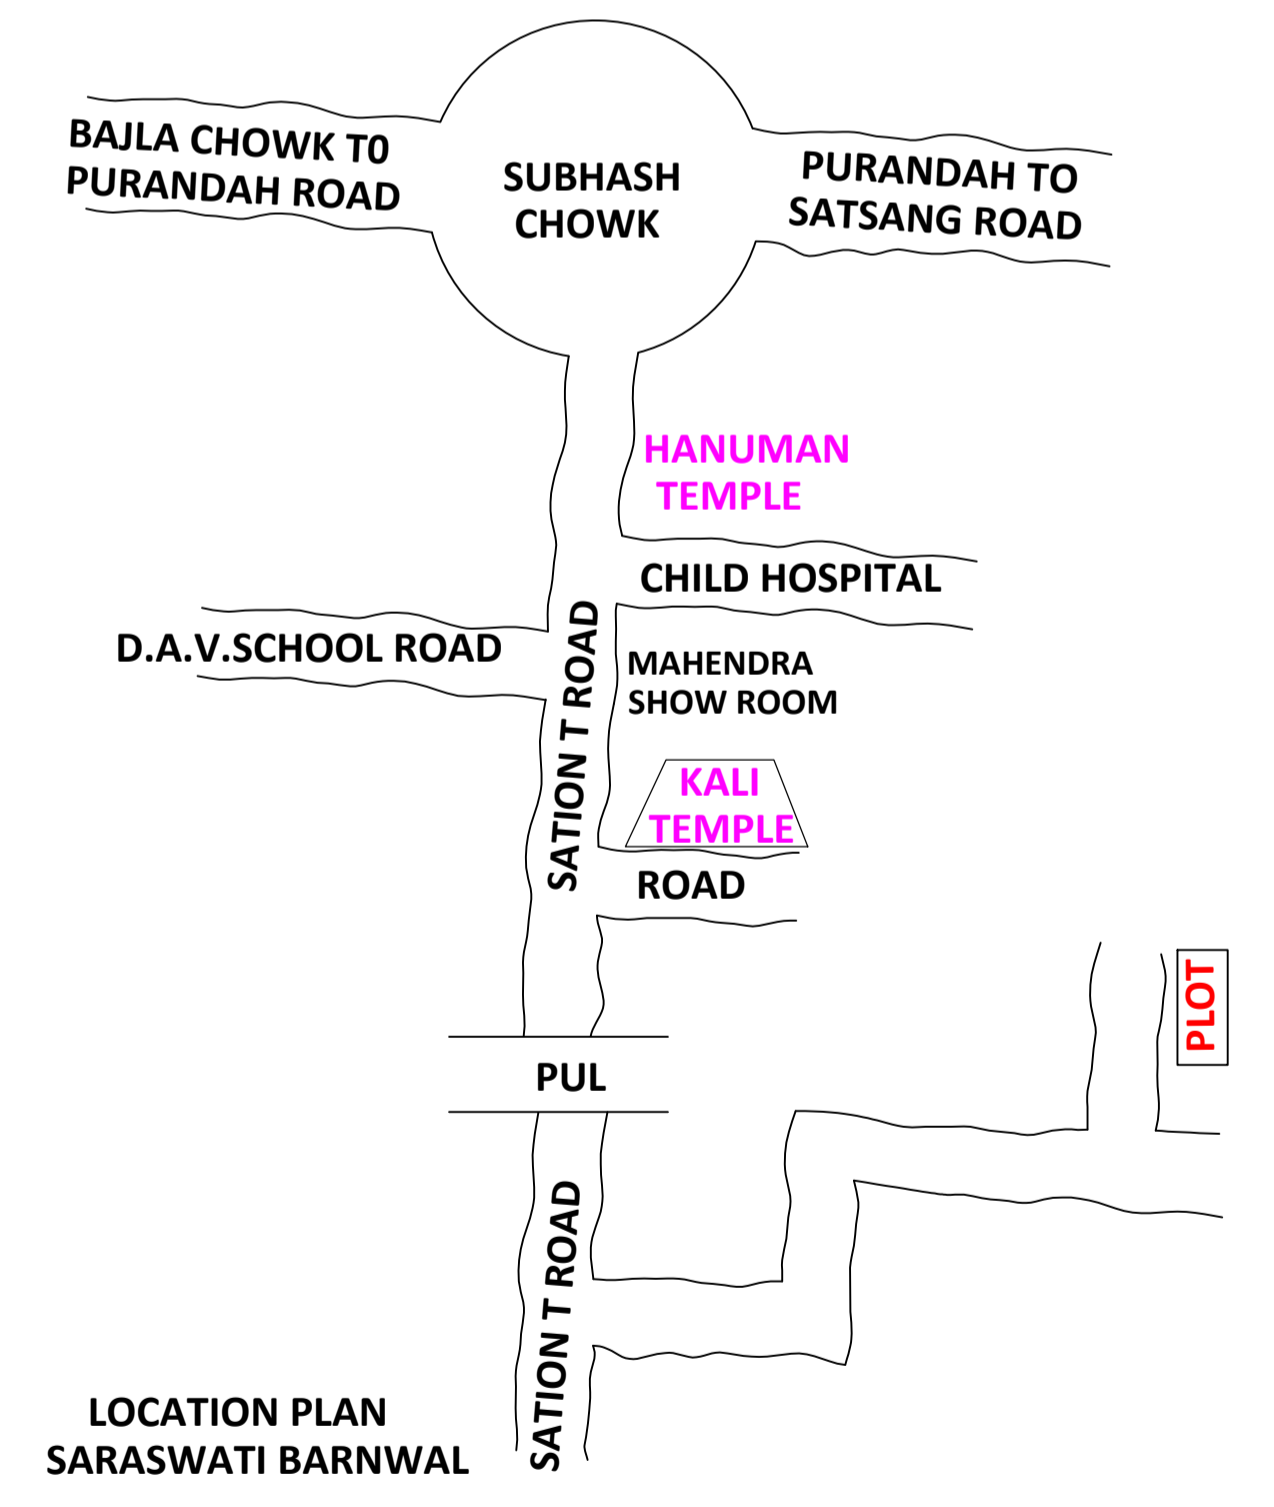 BAJLA CHOWK T0
PURANDAH ROAD
SUBHASH
CHOWK
PURANDAH TO
SATSANG ROAD
HANUMAN
TEMPLE
CHILD HOSPITAL
D.A.V.SCHOOL ROAD
SATION T ROAD
MAHENDRA
SHOW ROOM
KALI
TEMPLE
ROAD
PLOT
PUL
SATION T ROAD
LOCATION PLAN
SARASWATI BARNWAL